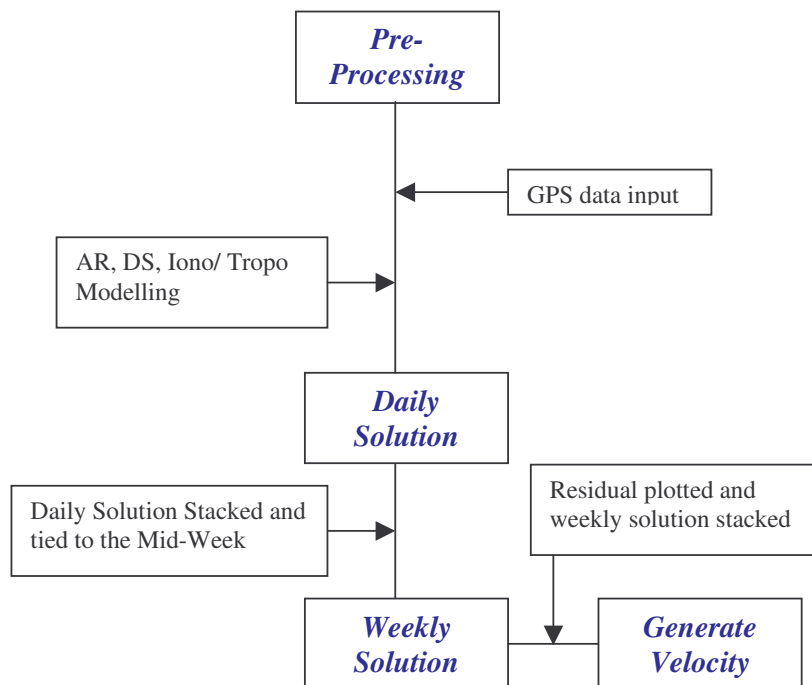 Pre-
Processing
GPS data input
AR, DS, Iono/ Tropo
Modelling
Daily
Solution
Daily Solution Stacked and
tied to the Mid-Week
Residual plotted and
weekly solution stacked
Weekly
Solution
Generate
Velocity